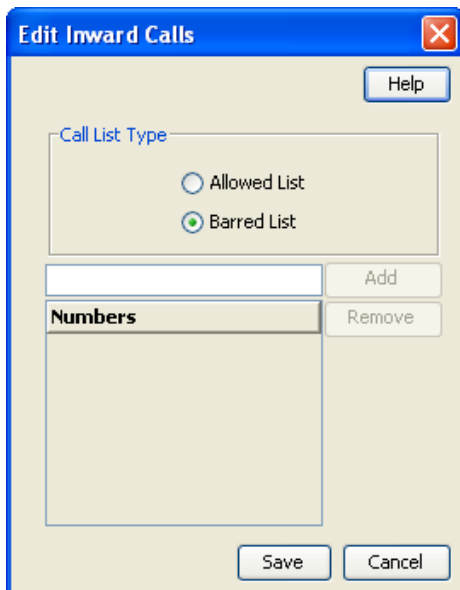 Edit Inward Calls
Help
Call List Type
Allowed List
Barred List
Add
Numbers
Remove
Save
Cancel